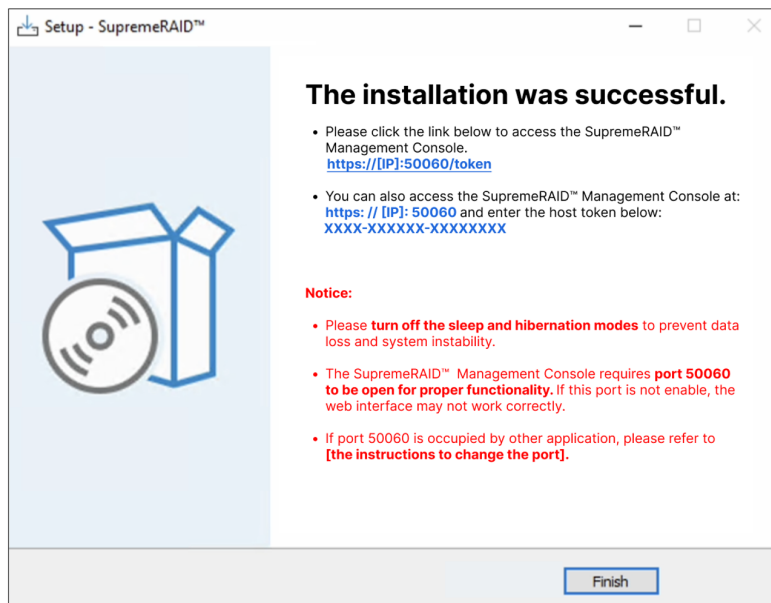 Setup - SupremeRAID™
The installation was successful.
• Please click the link below to access the SupremeRAID™
Management Console.
https://[IP]:50060/token
• You can also access the SupremeRAID™ Management Console at:
https: // [IP]: 50060 and enter the host token below:
XXXX-XXXXXX-XXXXXXXX
Notice:
• Please turn off the sleep and hibernation modes to prevent data
loss and system instability.
• The SupremeRAID™ Management Console requires port 50060
to be open for proper functionality. If this port is not enable, the
web interface may not work correctly.
• If port 50060 is occupied by other application, please refer to
[the instructions to change the port].
Finish